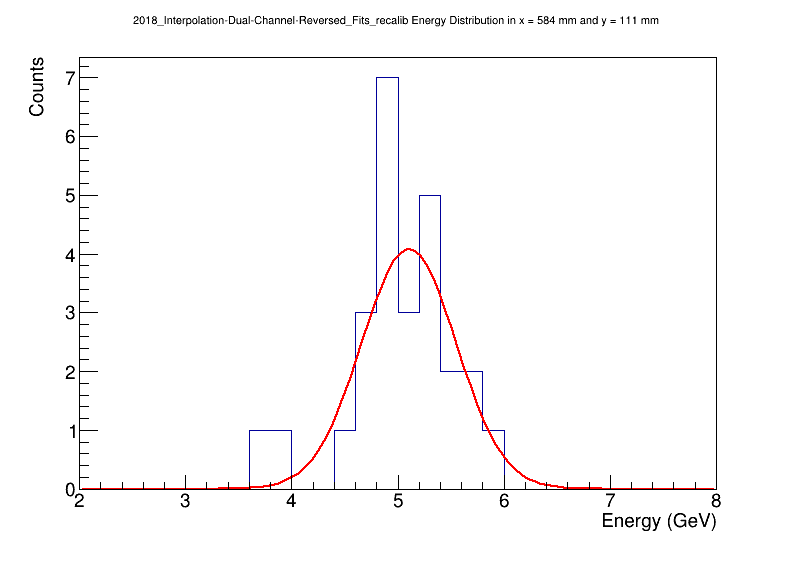 2018_Interpolation-Dual-Channel-Reversed_Fits_recalib Energy Distribution in x = 584 mm and y = 111 mm
Counts
7
6
5
4
3
2
1
0
2 3 4 5 6 7 8
Energy (GeV)